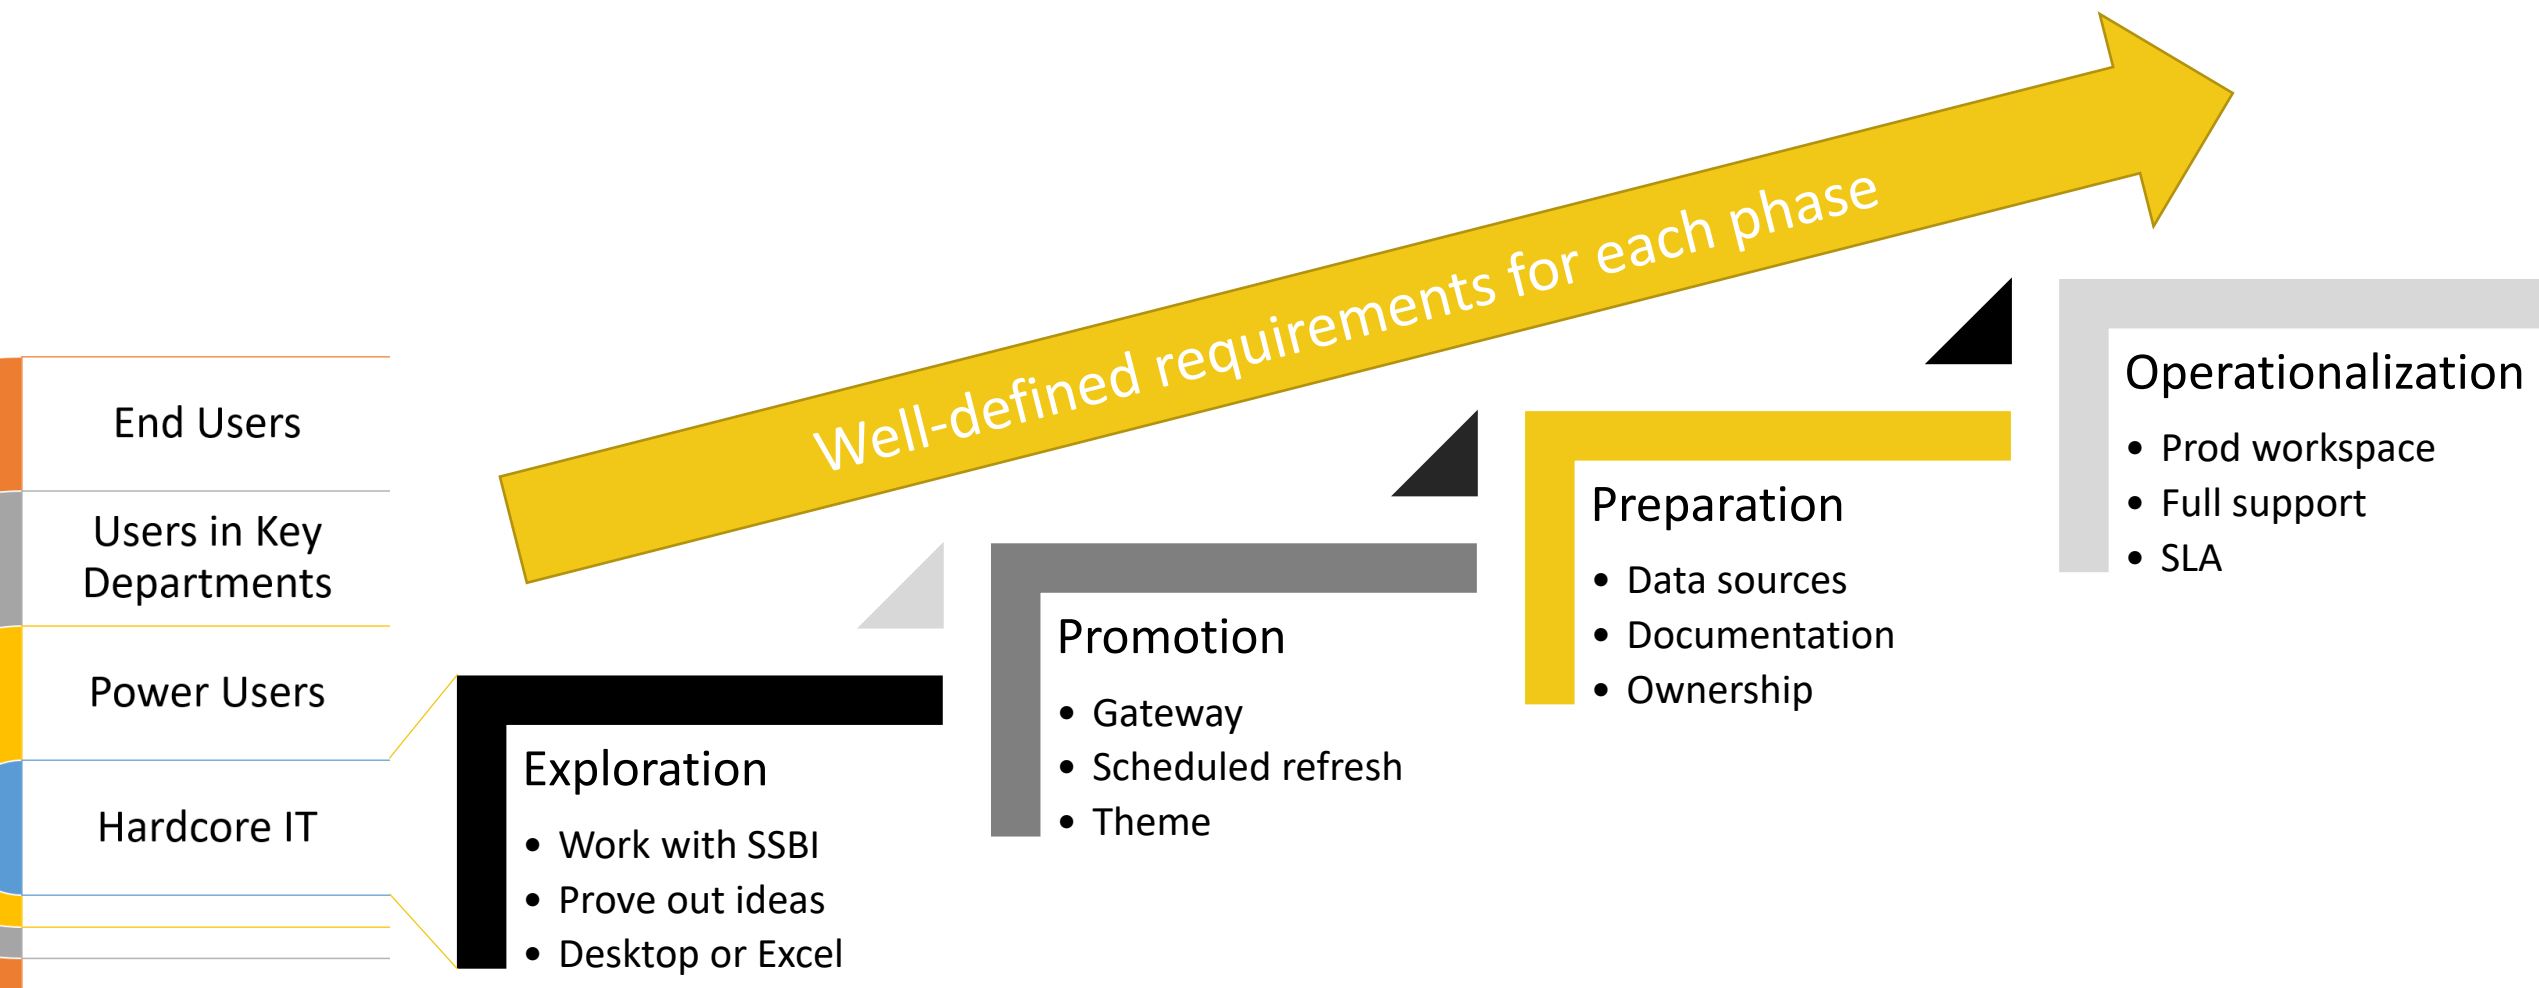 Well-defined requirements for each phase
End Users
Users in Key
Departments
Power Users
Hardcore IT
Exploration
• Work with SSBI
• Prove out ideas
• Desktop or Excel
Promotion
• Gateway
• Scheduled refresh
• Theme
Preparation
• Data sources
• Documentation
• Ownership
Operationalization
• Prod workspace
• Full support
• SLA